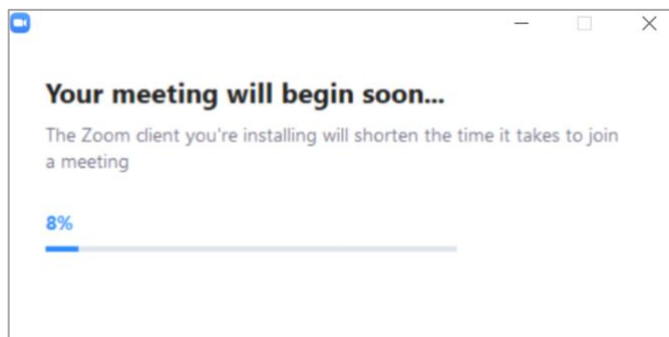 Your meeting will begin soon...
The Zoom client you're installing will shorten the time it takes to join
a meeting
8%